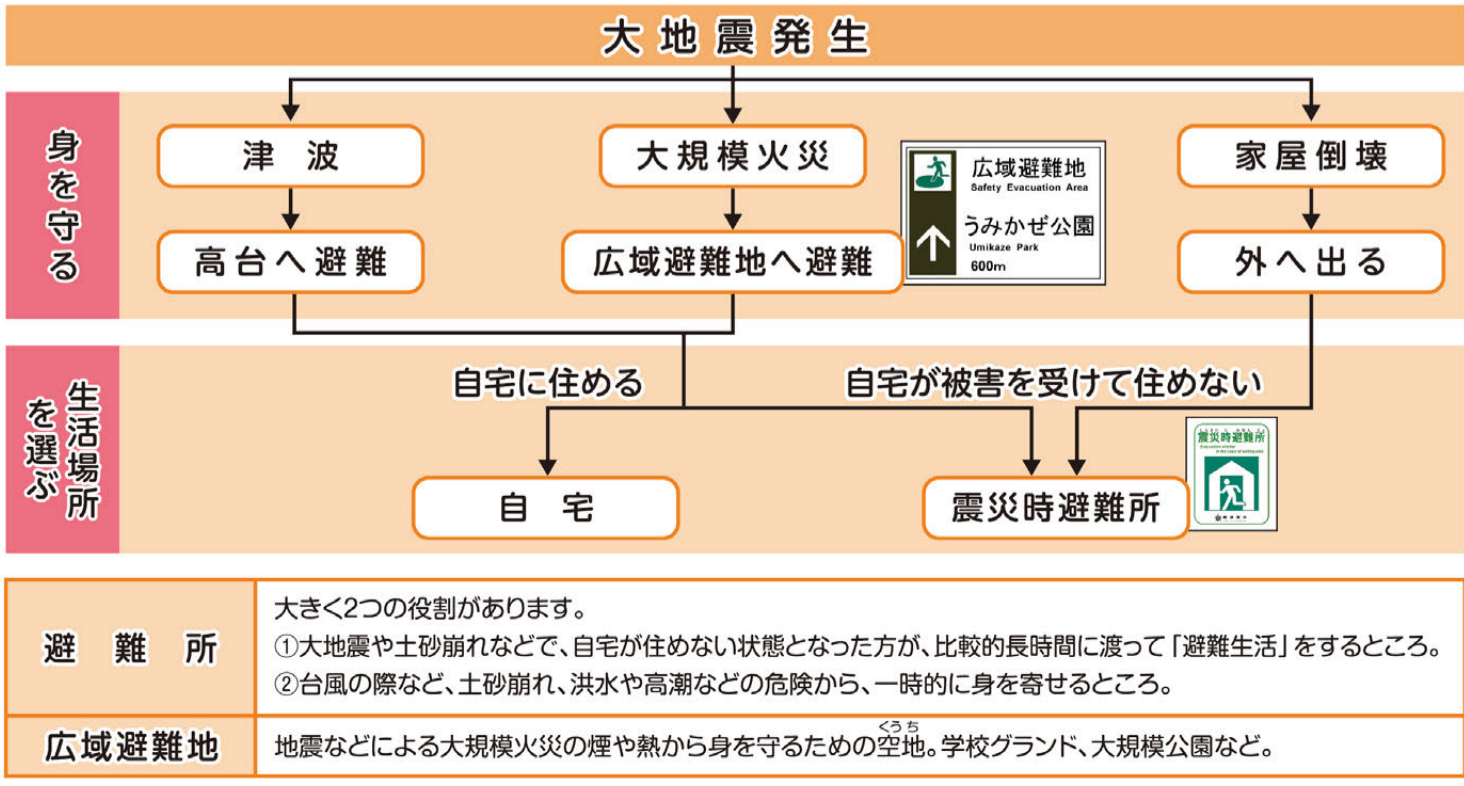 大地震発生
身を守る
津波
大規模火災
家屋倒壊
高台へ避難
広域避難地へ避難
外へ出る
広域避難地
Safety Evacuation Area
うみかぜ公園
Umikaze Park
600m
生活場所
を選ぶ
自宅に住める
自宅が被害を受けて住めない
自宅
震災時避難所
震災時避難所
避難所
大きく2つの役割があります。
①大地震や土砂崩れなどで、自宅が住めない状態となった方が、比較的長時間に渡って「避難生活」をするところ。
②台風の際など、土砂崩れ、洪水や高潮などの危険から、一時的に身を寄せるところ。
広域避難地
くうち
地震などによる大規模火災の煙や熱から身を守るための空地。学校グランド、大規模公園など。